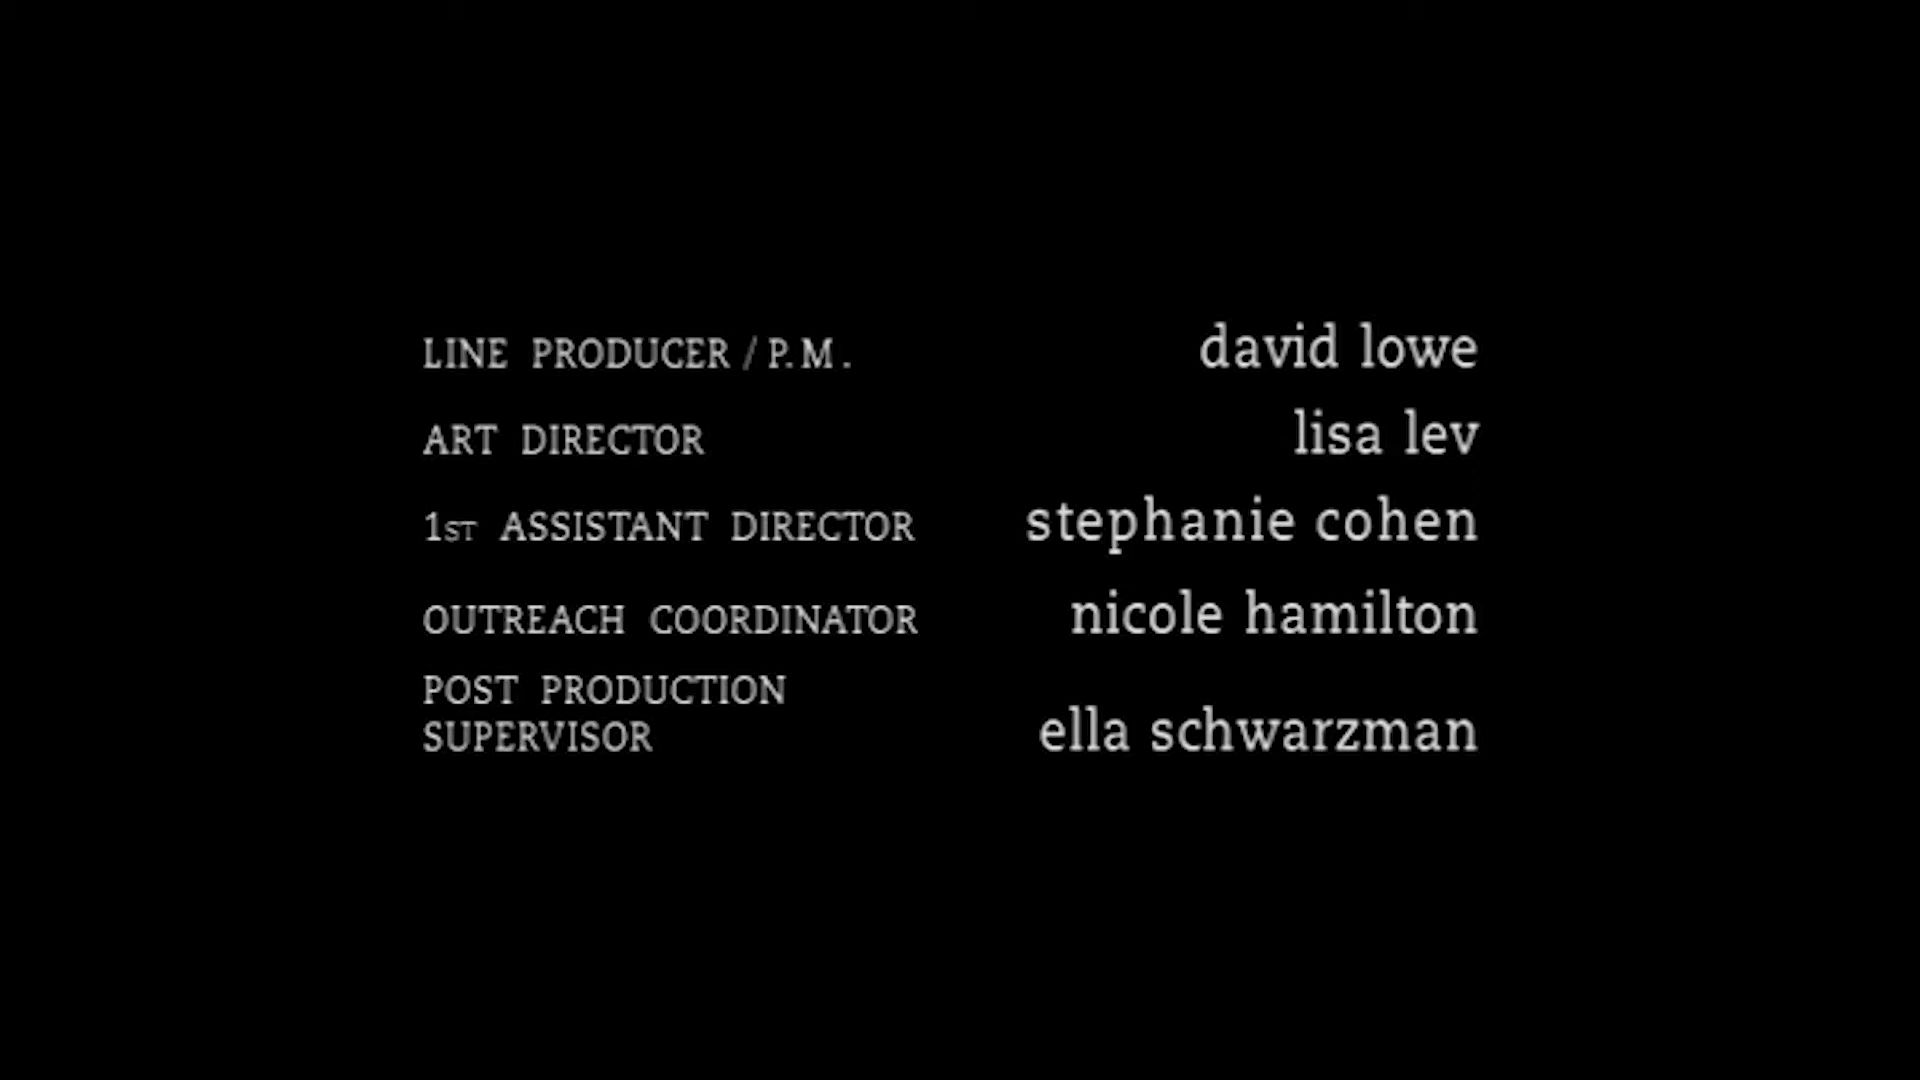 LINE PRODUCER / P.M. david lowe
ART DIRECTOR lisa lev
1ST ASSISTANT DIRECTOR stephanie cohen
OUTREACH COORDINATOR nicole hamilton
POST PRODUCTION
SUPERVISOR ella schwarzman